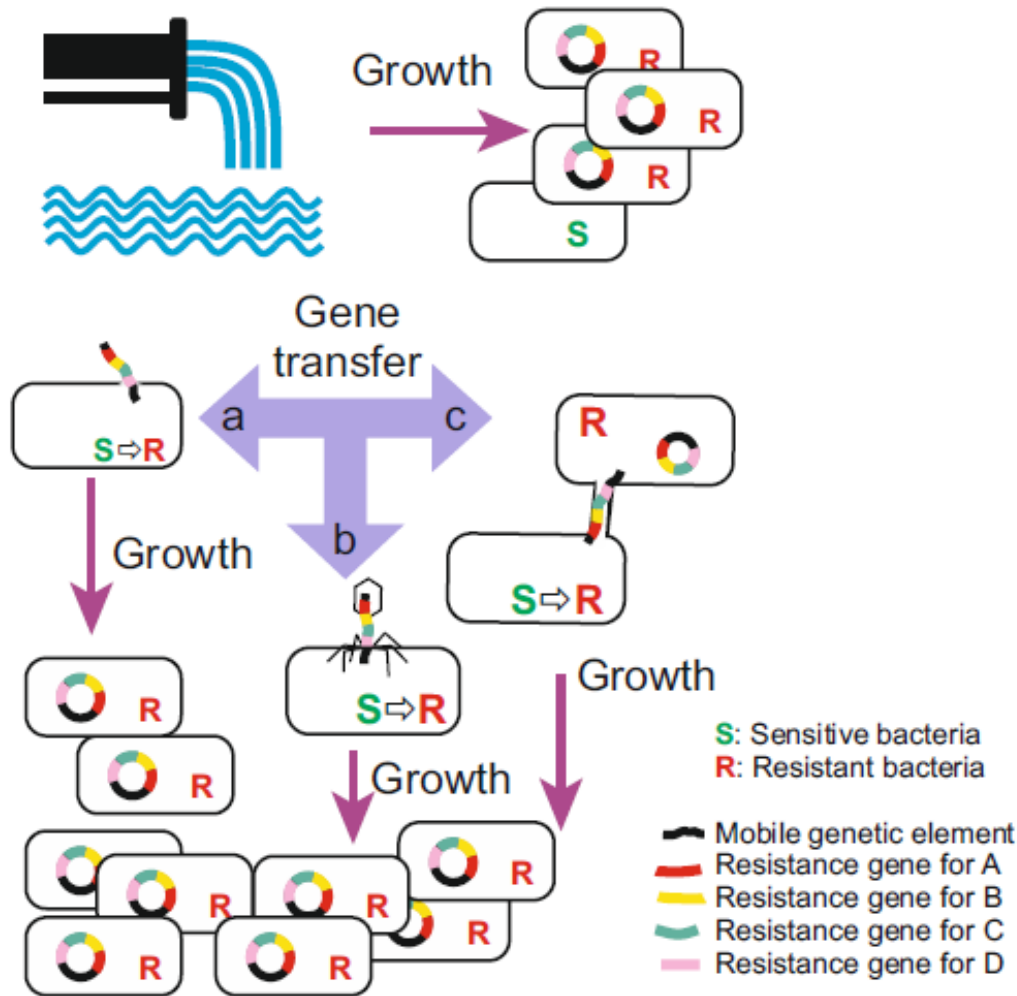 Growth
R
R
R
S
Gene
transfer
a
c
b
S⇨R
R
S⇨R
S⇨R
Growth
Growth
Growth
R
R
R
R
R
R
R
R
S: Sensitive bacteria
R: Resistant bacteria
Mobile genetic element
Resistance gene for A
Resistance gene for B
Resistance gene for C
Resistance gene for D